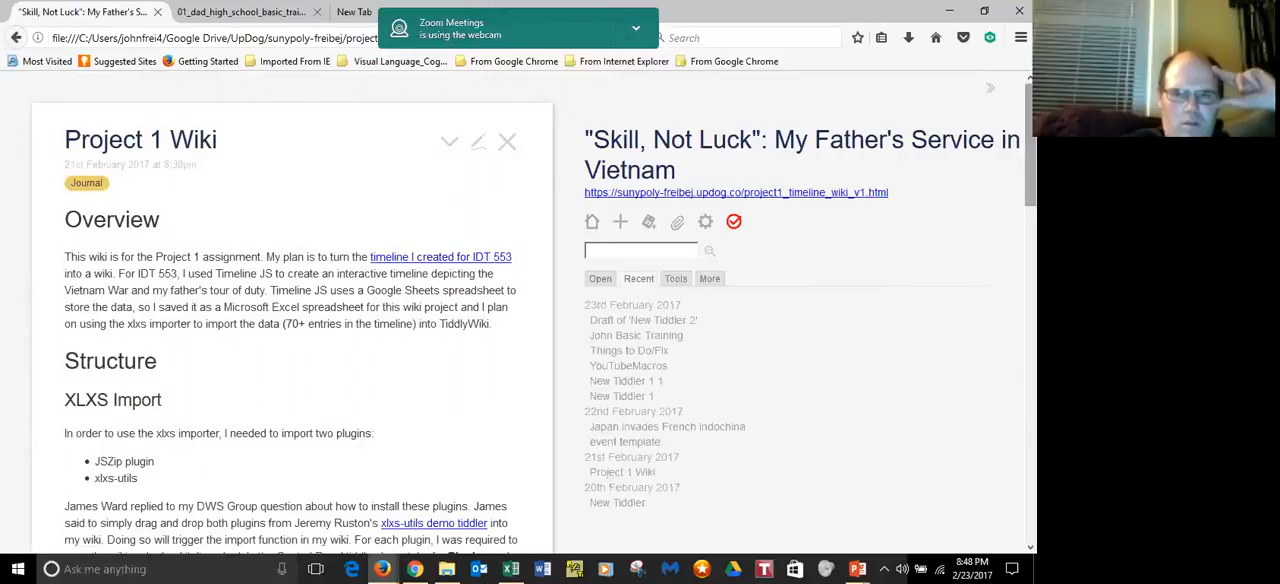 "Skill, Not Luck": My Father's S...
01_dad_high_school_basic_trai...
New Tab
Zoom Meetings
is using the webcam
file:///C:/Users/johnfrei4/Google Drive/UpDog/sunypoly-freibej/project
Search
Most Visited
Suggested Sites
Getting Started
Imported From IE
Visual Language_Cog...
From Google Chrome
From Internet Explorer
From Google Chrome
Project 1 Wiki
21st February 2017 at 8:30pm
Journal
Overview
This wiki is for the Project 1 assignment. My plan is to turn the timeline I created for IDT 553
into a wiki. For IDT 553, I used Timeline JS to create an interactive timeline depicting the
Vietnam War and my father's tour of duty. Timeline JS uses a Google Sheets spreadsheet to
store the data, so I saved it as a Microsoft Excel spreadsheet for this wiki project and I plan
on using the xlxs importer to import the data (70+ entries in the timeline) into TiddlyWiki.
Structure
XLXS Import
In order to use the xlxs importer, I needed to import two plugins:
JSZip plugin
xlxs-utils
James Ward replied to my DWS Group question about how to install these plugins. James
said to simply drag and drop both plugins from Jeremy Ruston's xlxs-utils demo tiddler into
my wiki. Doing so will trigger the import function in my wiki. For each plugin, I was required to
"Skill, Not Luck": My Father's Service in
Vietnam
https://sunypoly-freibej.updog.co/project1_timeline_wiki_v1.html
Open
Recent
Tools
More
23rd February 2017
Draft of 'New Tiddler 2'
John Basic Training
Things to Do/Fix
YouTubeMacros
New Tiddler 1 1
New Tiddler 1
22nd February 2017
Japan invades French Indochina
event template
21st February 2017
Project 1 Wiki
20th February 2017
New Tiddler
Ask me anything
8:48 PM
2/23/2017